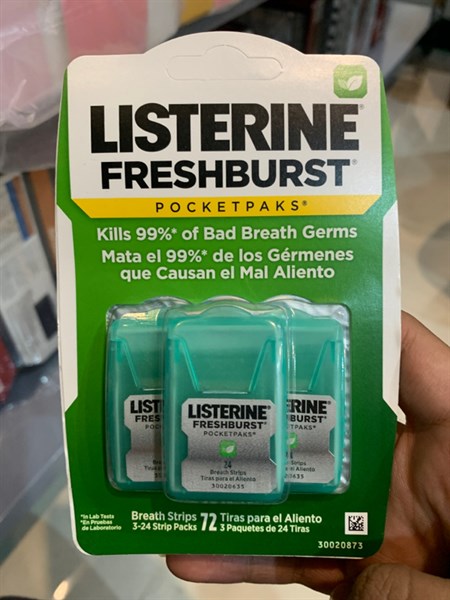 LISTERINE®
FRESHBURST®
POCKETPAKS®
Kills 99%* of Bad Breath Germs
Mata el 99%* de los Gérmenes
que Causan el Mal Aliento
LISTERINE®
FRESHBURST®
POCKETPAKS®
24
Breath Strips
Tiras para el Aliento
30020635
*In Lab Tests
*En Pruebas
de Laboratorio
Breath Strips 72 Tiras para el Aliento
3-24 Strip Packs 3 Paquetes de 24 Tiras
30020873